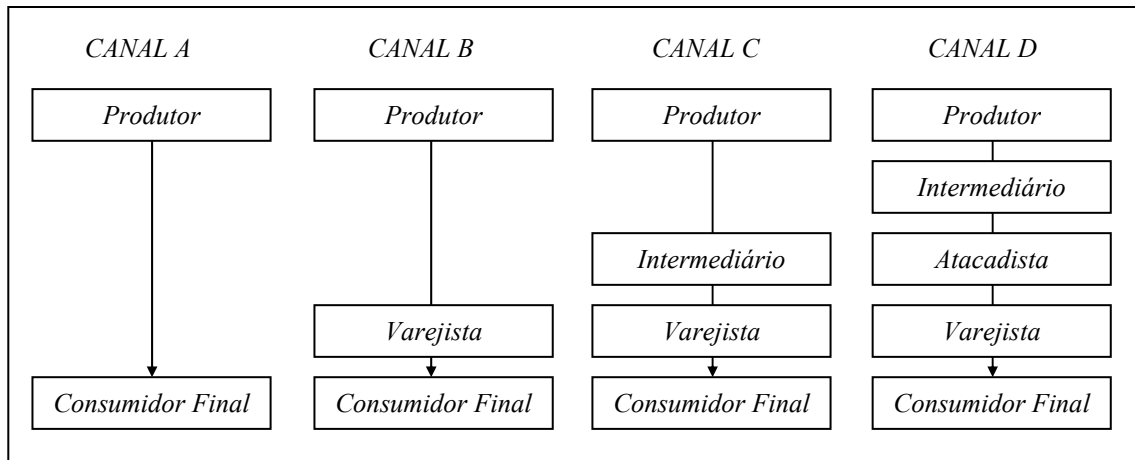 CANAL A
CANAL B
CANAL C
CANAL D
Produtor
Produtor
Produtor
Produtor
Intermediário
Intermediário
Atacadista
Varejista
Varejista
Varejista
Consumidor Final
Consumidor Final
Consumidor Final
Consumidor Final